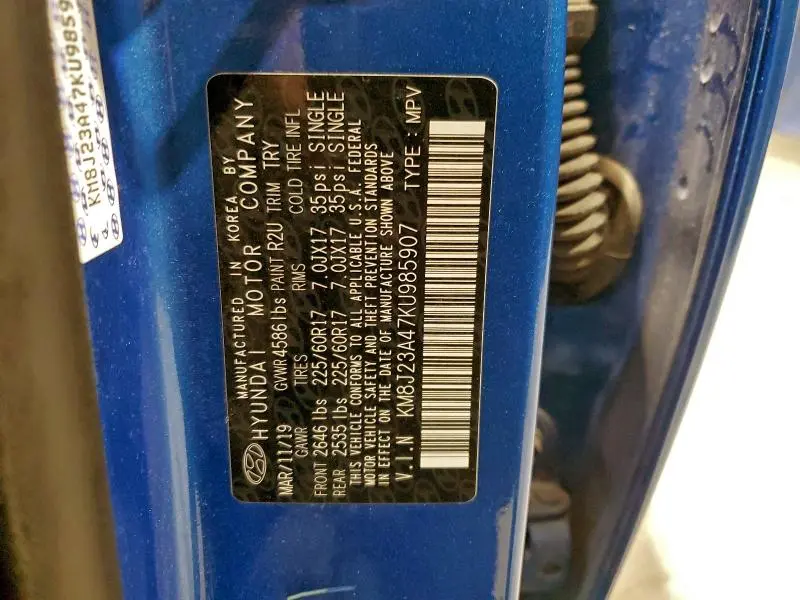 MANUFACTURED IN KOREA BY
HYUNDAI MOTOR COMPANY
MAR/11/19 GVWR 4586 lbs PAINT R2U TRIM TRY
GAWR TIRES RIMS COLD TIRE INFL
FRONT 2646 lbs 225/60R17 7.0JX17 35psi SINGLE
REAR 2535 lbs 225/60R17 7.0JX17 35psi SINGLE
THIS VEHICLE CONFORMS TO ALL APPLICABLE U.S.A. FEDERAL
MOTOR VEHICLE SAFETY AND THEFT PREVENTION STANDARDS
IN EFFECT ON THE DATE OF MANUFACTURE SHOWN ABOVE
V.I.N KM8J23A47KU985907 TYPE : MPV
KM8J23A47KU9859